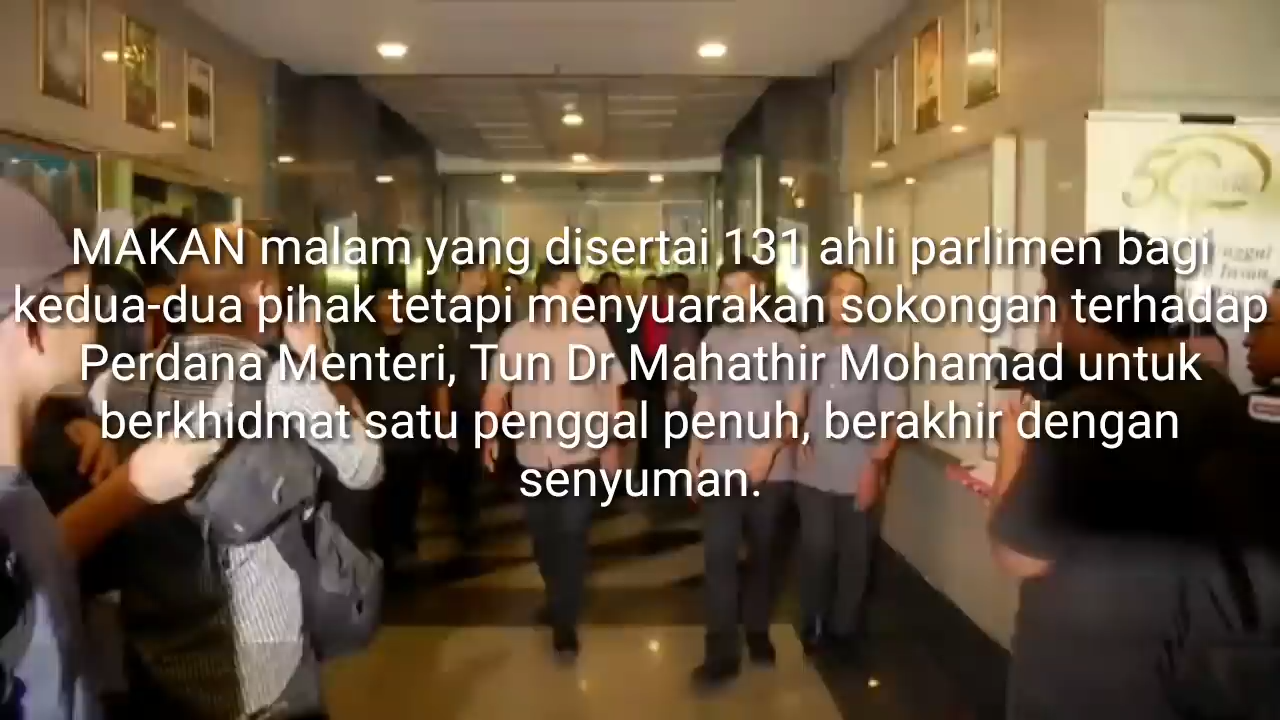 MAKAN malam yang disertai 131 ahli parlimen bagi
kedua-dua pihak tetapi menyuarakan sokongan terhadap
Perdana Menteri, Tun Dr Mahathir Mohamad untuk
berkhidmat satu penggal penuh, berakhir dengan
senyuman.